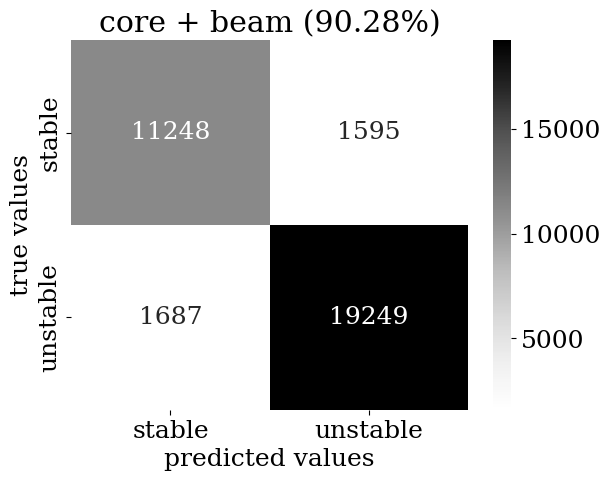 core + beam (90.28%)
true values
stable
11248
1595
unstable
1687
19249
stable
unstable
predicted values
15000
10000
5000